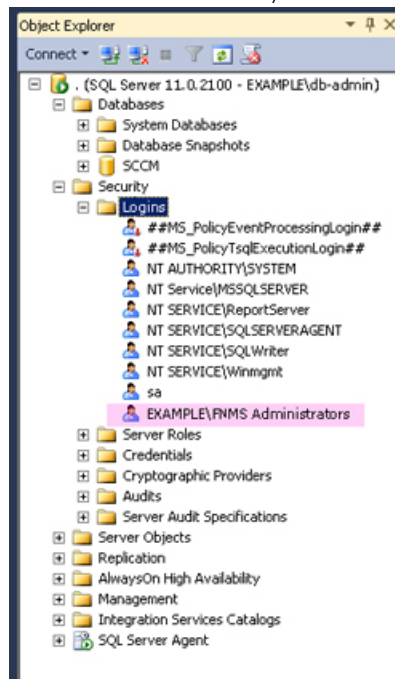 Object Explorer
Connect
. (SQL Server 11.0.2100 - EXAMPLE\db-admin)
Databases
System Databases
Database Snapshots
SCCM
Security
Logins
##MS_PolicyEventProcessingLogin##
##MS_PolicyTsqlExecutionLogin##
NT AUTHORITY\SYSTEM
NT Service\MSSQLSERVER
NT SERVICE\ReportServer
NT SERVICE\SQLSERVERAGENT
NT SERVICE\SQLWriter
NT SERVICE\Winmgmt
sa
EXAMPLE\FNMS Administrators
Server Roles
Credentials
Cryptographic Providers
Audits
Server Audit Specifications
Server Objects
Replication
AlwaysOn High Availability
Management
Integration Services Catalogs
SQL Server Agent